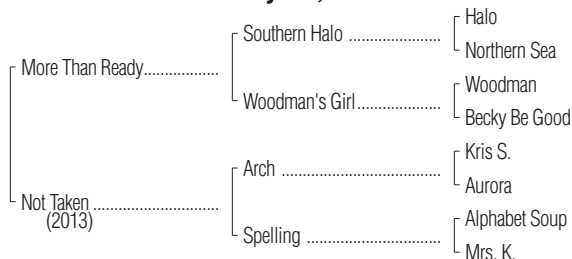 Halo
Southern Halo ....................
Northern Sea
More Than Ready................
Woodman
Woodman's Girl..................
Becky Be Good
Kris S.
Arch ..................................
Aurora
Not Taken ...........................
(2013)
Alphabet Soup
Spelling .............................
Mrs. K.